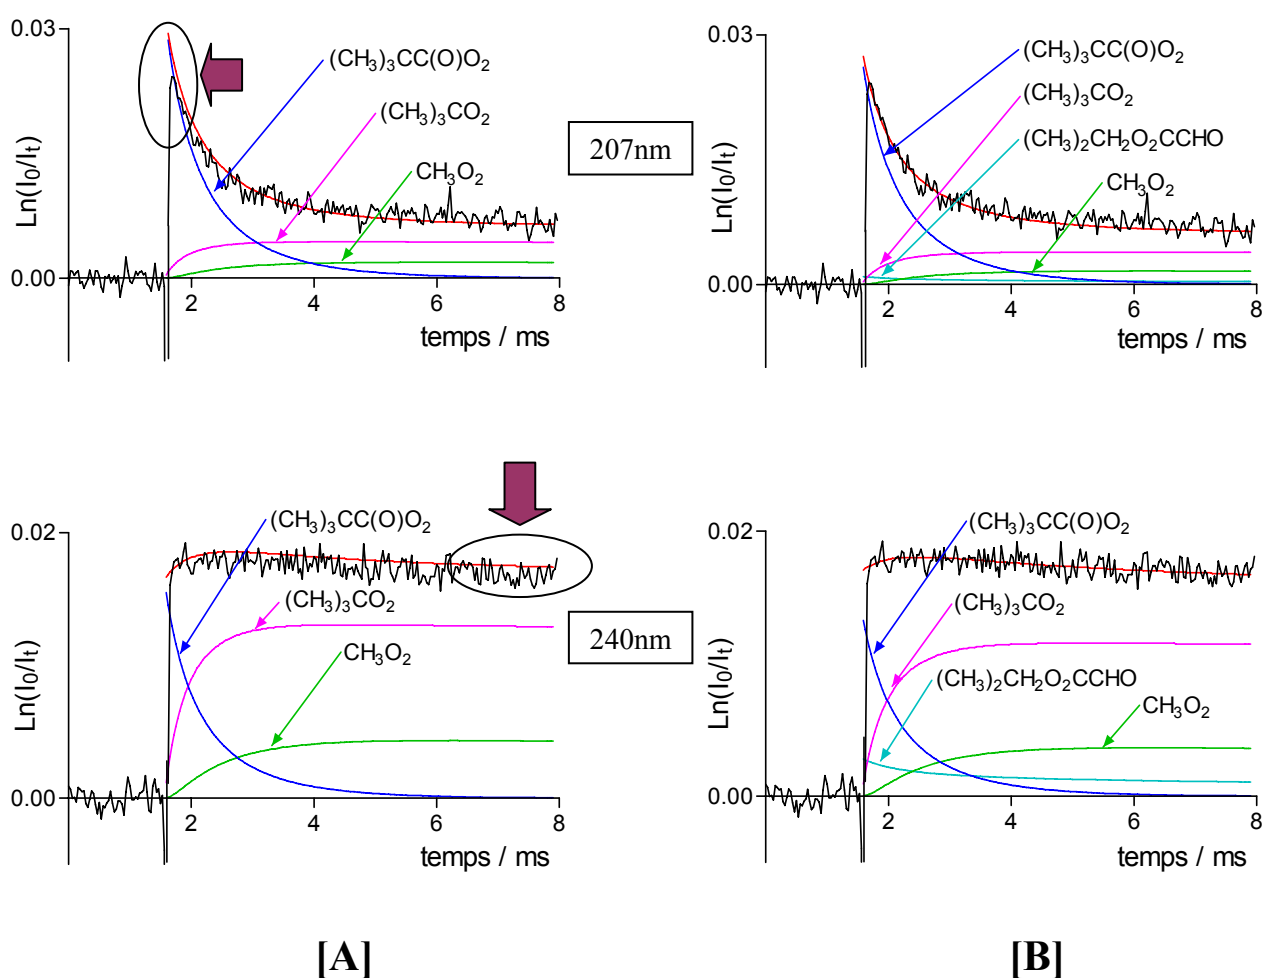 0.03
(CH3)3CC(O)O2
(CH3)3CO2
CH3O2
Ln(I0/It)
0.00
2 4 6 8
temps / ms
207nm
0.03
(CH3)3CC(O)O2
(CH3)3CO2
(CH3)2CH2O2CCHO
CH3O2
Ln(I0/It)
0.00
2 4 6 8
temps / ms
0.02
(CH3)3CC(O)O2
(CH3)3CO2
CH3O2
Ln(I0/It)
0.00
2 4 6 8
temps / ms
240nm
0.02
(CH3)3CC(O)O2
(CH3)3CO2
(CH3)2CH2O2CCHO
CH3O2
Ln(I0/It)
0.00
2 4 6 8
temps / ms
[A]
[B]